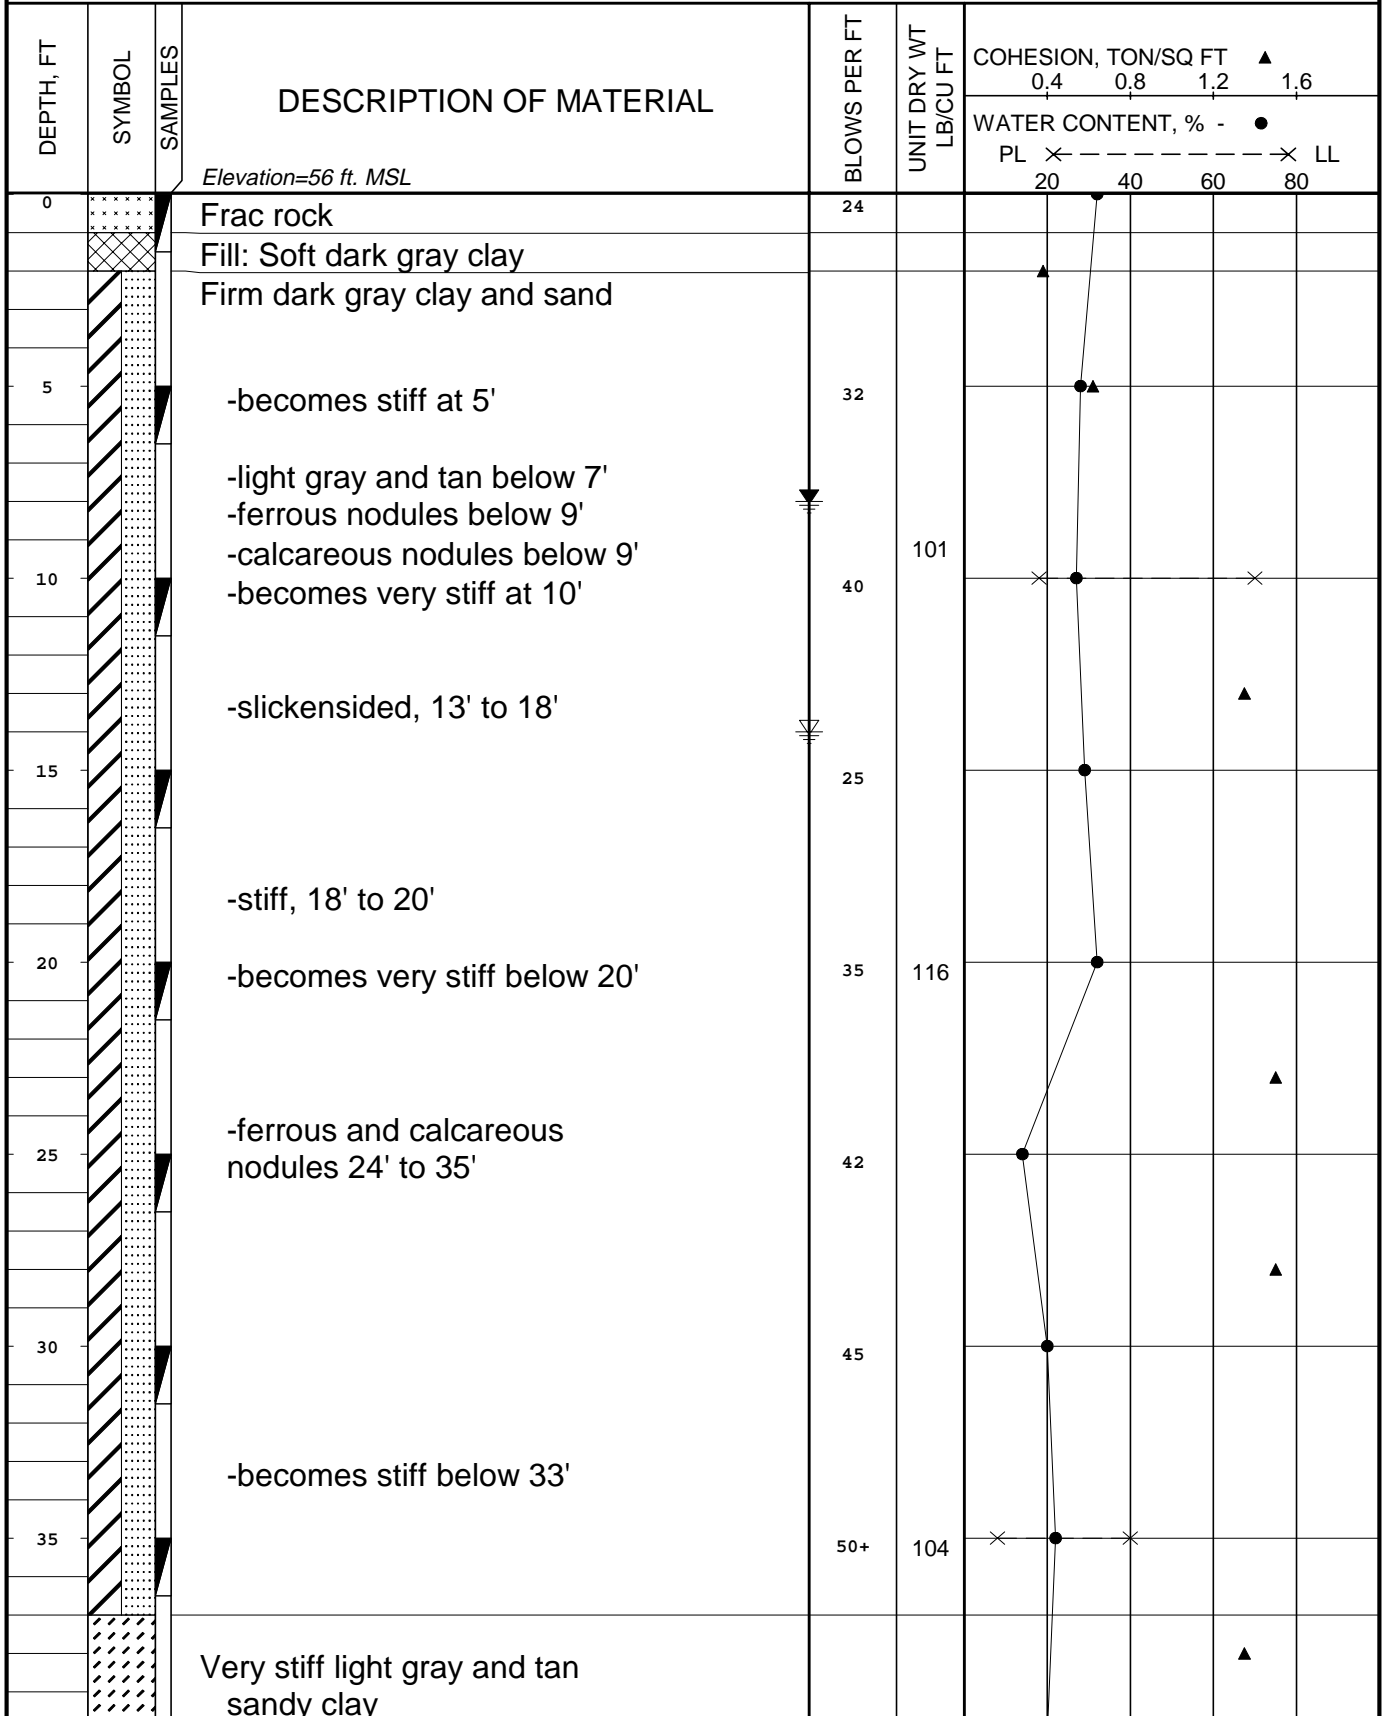 DEPTH, FT
SYMBOL
SAMPLES
DESCRIPTION OF MATERIAL
Elevation=56 ft. MSL
BLOWS PER FT
UNIT DRY WT
LB/CU FT
COHESION, TON/SQ FT
0.4 0.8 1.2 1.6
WATER CONTENT, % -
PL LL
20 40 60 80
0 Frac rock 24
Fill: Soft dark gray clay
Firm dark gray clay and sand
5 -becomes stiff at 5' 32
-light gray and tan below 7'
-ferrous nodules below 9'
-calcareous nodules below 9' 101
10 -becomes very stiff at 10' 40
-slickensided, 13' to 18'
15 25
-stiff, 18' to 20'
20 -becomes very stiff below 20' 35 116
-ferrous and calcareous
25 nodules 24' to 35' 42
30 45
-becomes stiff below 33'
35 50+ 104
Very stiff light gray and tan
sandy clay